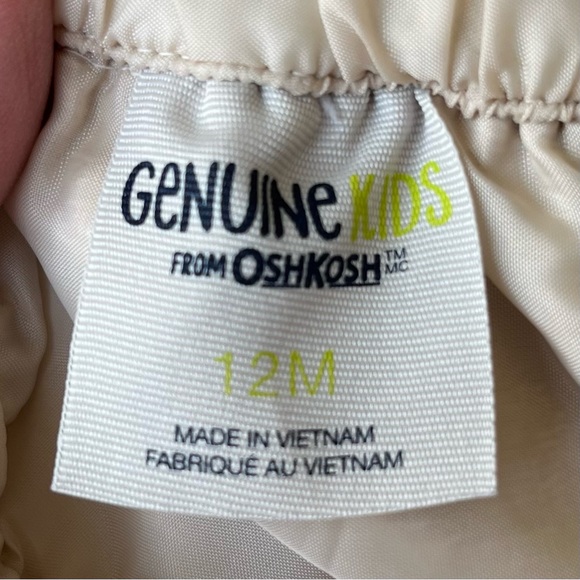 GENUINE KIDS
FROM OSHKOSH ™ MC
12M
MADE IN VIETNAM
FABRIQUÉ AU VIETNAM